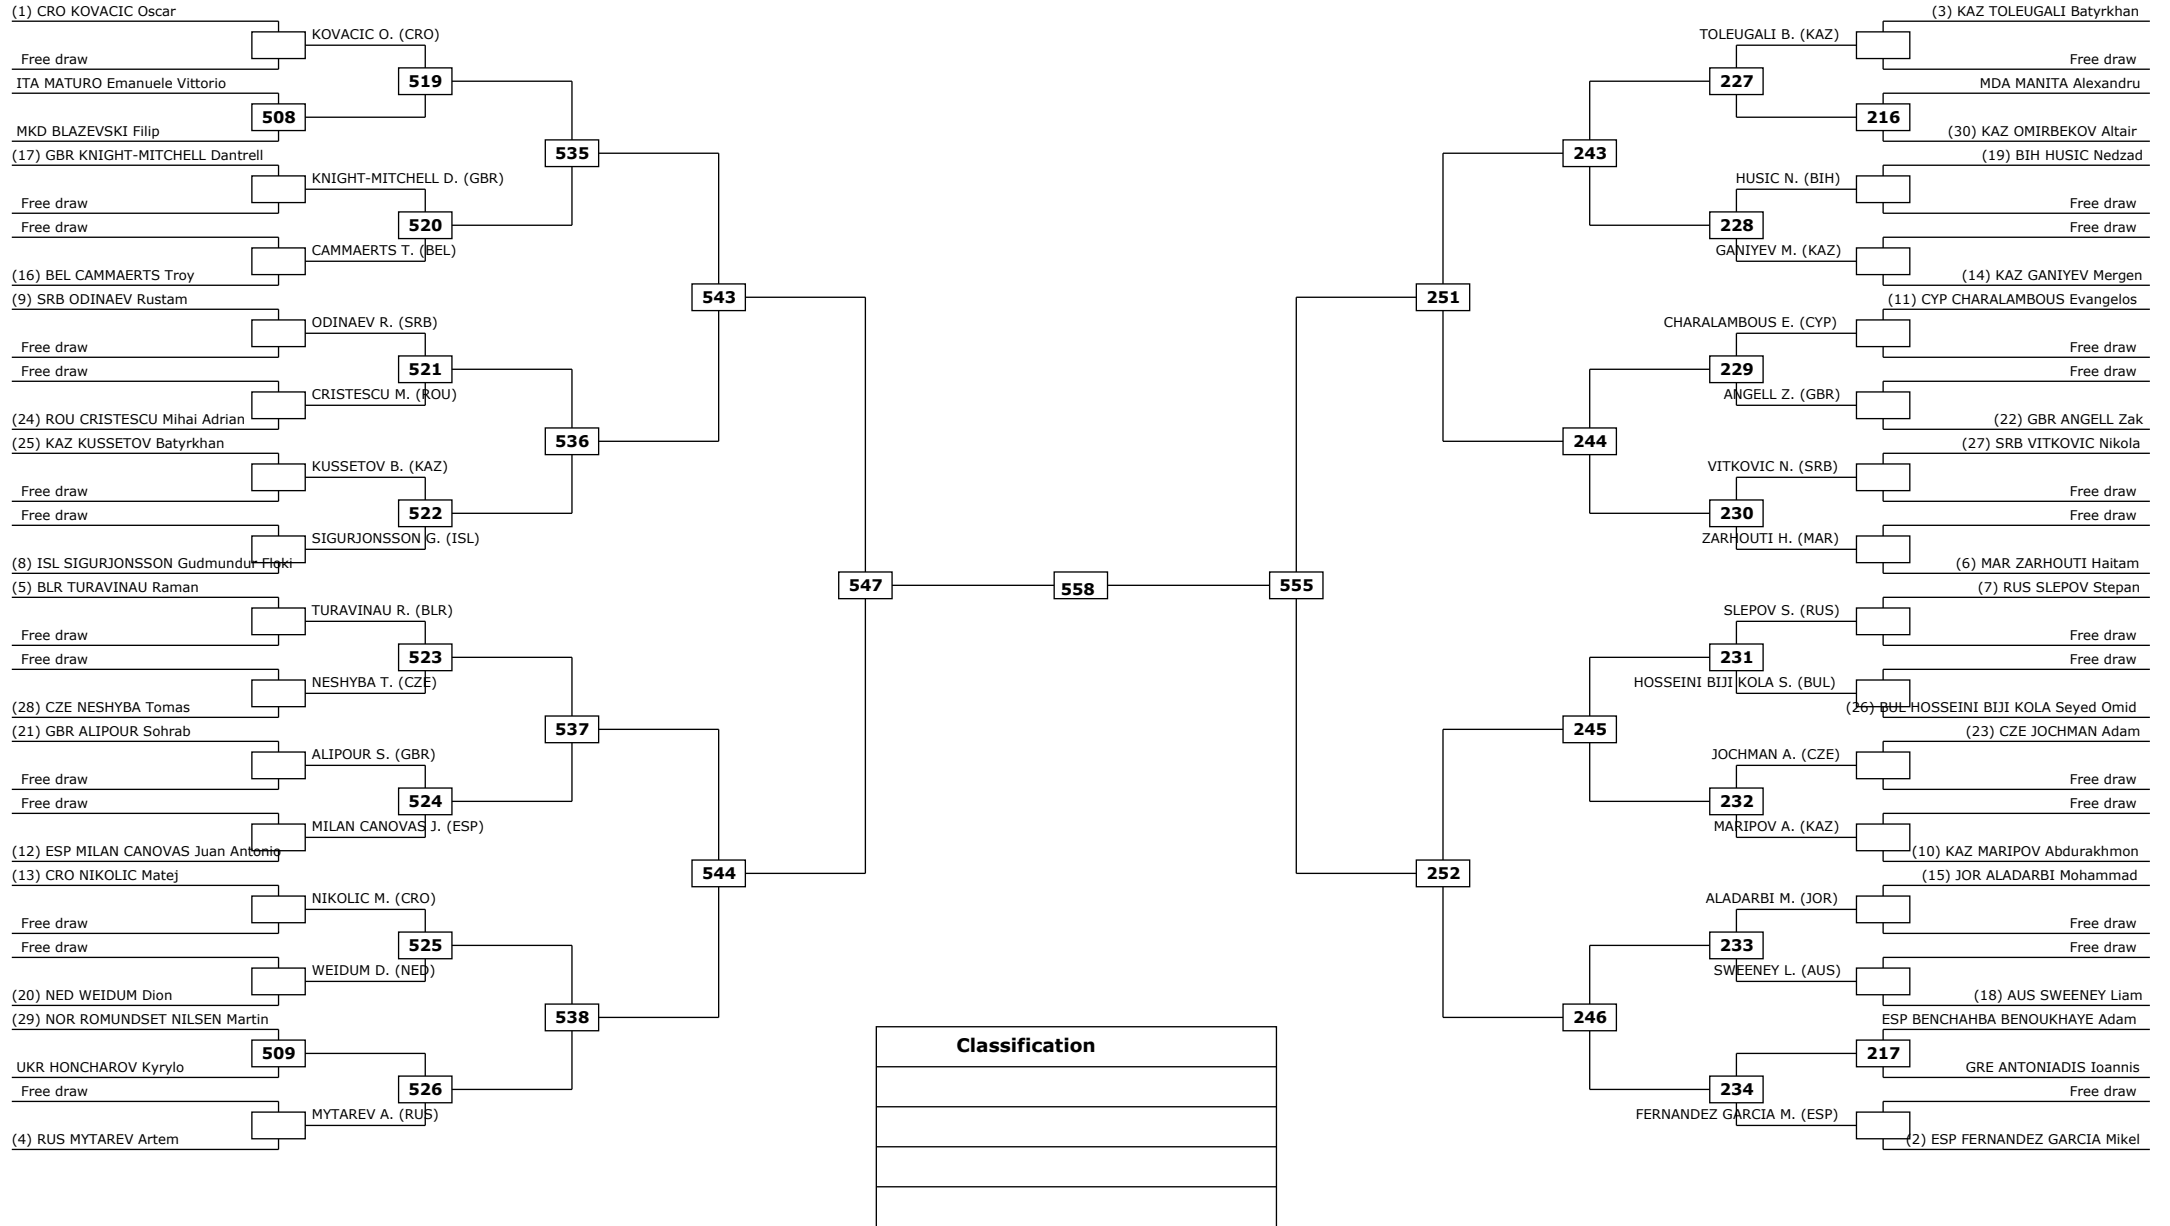 (1) CRO KOVACIC Oscar
KOVACIC O. (CRO)
Free draw
519
ITA MATURO Emanuele Vittorio
508
MKD BLAZEVSKI Filip
535
(17) GBR KNIGHT-MITCHELL Dantrell
KNIGHT-MITCHELL D. (GBR)
Free draw
520
Free draw
CAMMAERTS T. (BEL)
(16) BEL CAMMAERTS Troy
543
(9) SRB ODINAEV Rustam
ODINAEV R. (SRB)
Free draw
521
Free draw
CRISTESCU M. (ROU)
(24) ROU CRISTESCU Mihai Adrian
536
(25) KAZ KUSSETOV Batyrkhan
KUSSETOV B. (KAZ)
Free draw
522
Free draw
SIGURJONSSON G. (ISL)
(8) ISL SIGURJONSSON Gudmundur Floki
547
(5) BLR TURAVINAU Raman
TURAVINAU R. (BLR)
Free draw
523
Free draw
NESHYBA T. (CZE)
(28) CZE NESHYBA Tomas
537
(21) GBR ALIPOUR Sohrab
ALIPOUR S. (GBR)
Free draw
524
Free draw
MILAN CANOVAS J. (ESP)
(12) ESP MILAN CANOVAS Juan Antonio
544
(13) CRO NIKOLIC Matej
NIKOLIC M. (CRO)
Free draw
525
Free draw
WEIDUM D. (NED)
(20) NED WEIDUM Dion
538
(29) NOR ROMUNDSET NILSEN Martin
509
UKR HONCHAROV Kyrylo
526
Free draw
MYTAREV A. (RUS)
(4) RUS MYTAREV Artem
558
Classification
(3) KAZ TOLEUGALI Batyrkhan
TOLEUGALI B. (KAZ)
Free draw
227
MDA MANITA Alexandru
216
(30) KAZ OMIRBEKOV Altair
243
(19) BIH HUSIC Nedzad
HUSIC N. (BIH)
Free draw
228
Free draw
GANIYEV M. (KAZ)
(14) KAZ GANIYEV Mergen
251
(11) CYP CHARALAMBOUS Evangelos
CHARALAMBOUS E. (CYP)
Free draw
229
Free draw
ANGELL Z. (GBR)
(22) GBR ANGELL Zak
244
(27) SRB VITKOVIC Nikola
VITKOVIC N. (SRB)
Free draw
230
Free draw
ZARHOUTI H. (MAR)
(6) MAR ZARHOUTI Haitam
555
(7) RUS SLEPOV Stepan
SLEPOV S. (RUS)
Free draw
231
Free draw
HOSSEINI BIJI KOLA S. (BUL)
(26) BUL HOSSEINI BIJI KOLA Seyed Omid
245
(23) CZE JOCHMAN Adam
JOCHMAN A. (CZE)
Free draw
232
Free draw
MARIPOV A. (KAZ)
(10) KAZ MARIPOV Abdurakhmon
252
(15) JOR ALADARBI Mohammad
ALADARBI M. (JOR)
Free draw
233
Free draw
SWEENEY L. (AUS)
(18) AUS SWEENEY Liam
246
ESP BENCHAHBA BENOUKHAYE Adam
217
GRE ANTONIADIS Ioannis
234
Free draw
FERNANDEZ GARCIA M. (ESP)
(2) ESP FERNANDEZ GARCIA Mikel